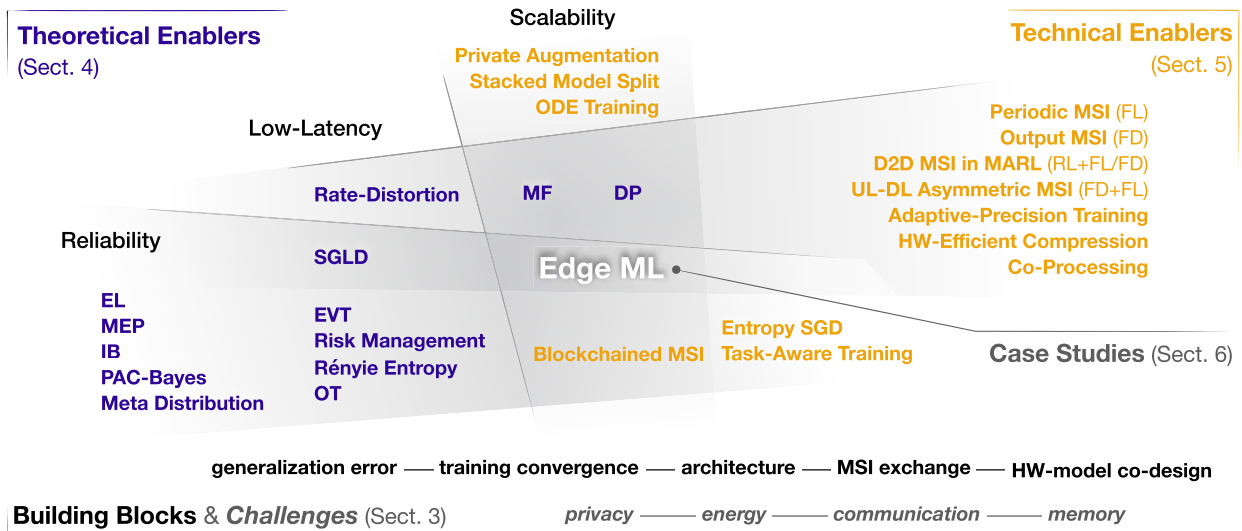 Scalability
Theoretical Enablers
(Sect. 4)
Technical Enablers
(Sect. 5)
Private Augmentation
Stacked Model Split
ODE Training
Low-Latency
Periodic MSI (FL)
Output MSI (FD)
D2D MSI in MARL (RL+FL/FD)
UL-DL Asymmetric MSI (FD+FL)
Adaptive-Precision Training
HW-Efficient Compression
Co-Processing
Rate-Distortion
MF
DP
Reliability
SGLD
Edge ML
EL
MEP
IB
PAC-Bayes
Meta Distribution
EVT
Risk Management
Rényie Entropy
OT
Blockchained MSI
Entropy SGD
Task-Aware Training
Case Studies (Sect. 6)
generalization error — training convergence — architecture — MSI exchange — HW-model co-design
Building Blocks & Challenges (Sect. 3)
privacy — energy — communication — memory